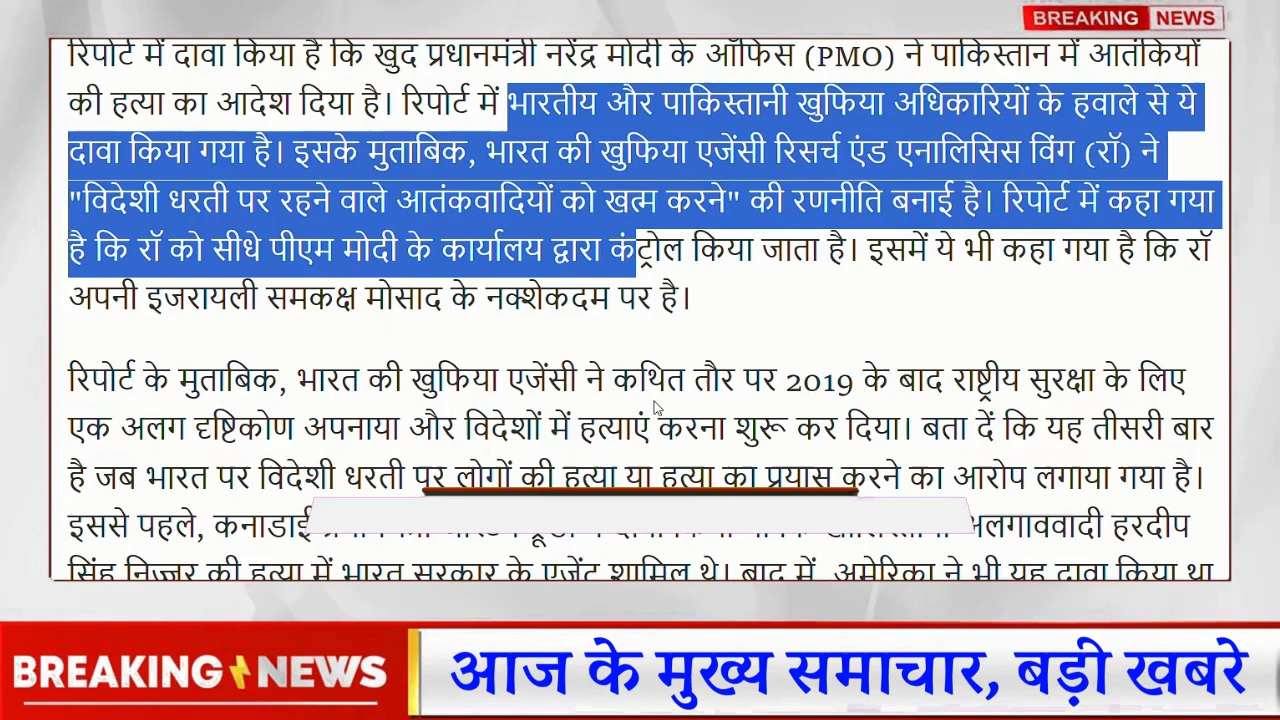 BREAKING NEWS
रिपोर्ट में दावा किया है कि खुद प्रधानमंत्री नरेंद्र मोदी के ऑफिस (PMO) ने पाकिस्तान में आतंकियों
की हत्या का आदेश दिया है। रिपोर्ट में भारतीय और पाकिस्तानी खुफिया अधिकारियों के हवाले से ये
दावा किया गया है। इसके मुताबिक, भारत की खुफिया एजेंसी रिसर्च एंड एनालिसिस विंग (रॉ) ने
"विदेशी धरती पर रहने वाले आतंकवादियों को खत्म करने" की रणनीति बनाई है। रिपोर्ट में कहा गया
है कि रॉ को सीधे पीएम मोदी के कार्यालय द्वारा कंट्रोल किया जाता है। इसमें ये भी कहा गया है कि रॉ
अपनी इजरायली समकक्ष मोसाद के नक्शेकदम पर है।
रिपोर्ट के मुताबिक, भारत की खुफिया एजेंसी ने कथित तौर पर 2019 के बाद राष्ट्रीय सुरक्षा के लिए
एक अलग दृष्टिकोण अपनाया और विदेशों में हत्याएं करना शुरू कर दिया। बता दें कि यह तीसरी बार
है जब भारत पर विदेशी धरती पर लोगों की हत्या या हत्या का प्रयास करने का आरोप लगाया गया है।
इससे पहले, कनाडाई अलगाववादी हरदीप
सिंह निज्जर की हत्या में भारत सरकार के एजेंट शामिल थे। बाद में, अमेरिका ने भी यह दावा किया था
BREAKING NEWS
आज के मुख्य समाचार, बड़ी खबरे